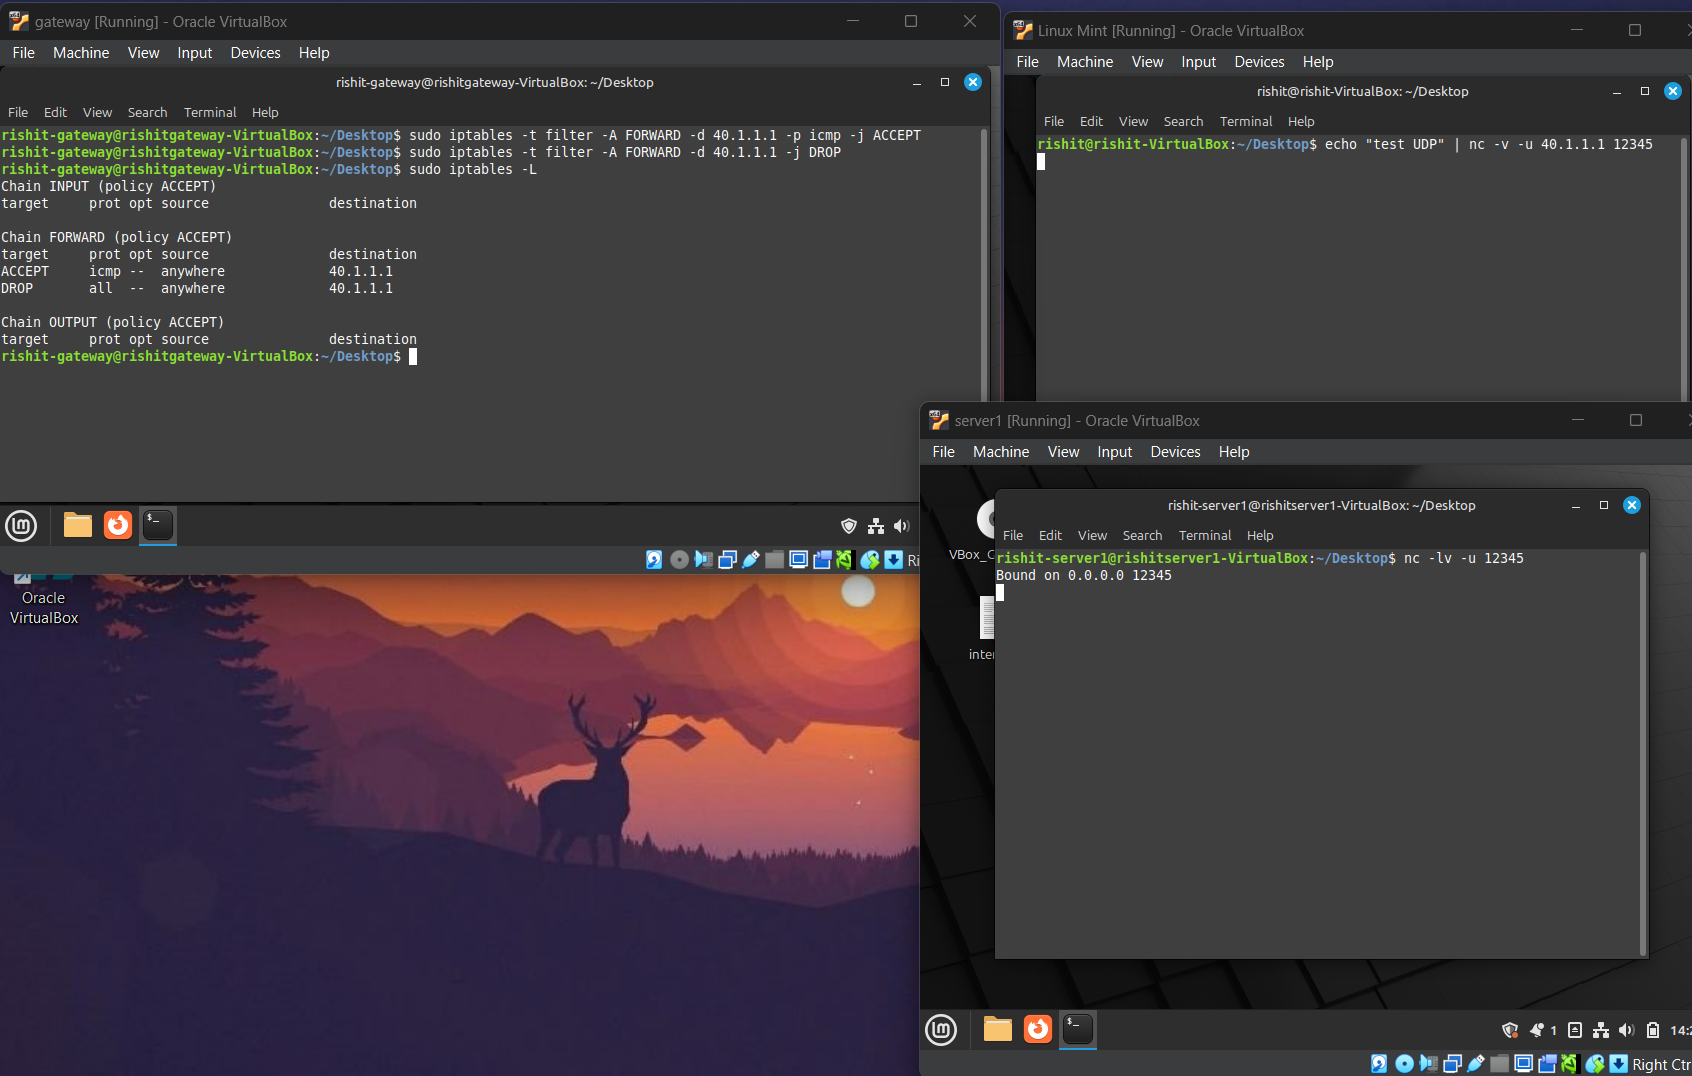 gateway [Running] - Oracle VirtualBox
File Machine View Input Devices Help
rishit-gateway@rishitgateway-VirtualBox: ~/Desktop
File Edit View Search Terminal Help
rishit-gateway@rishitgateway-VirtualBox:~/Desktop$ sudo iptables -t filter -A FORWARD -d 40.1.1.1 -p icmp -j ACCEPT
rishit-gateway@rishitgateway-VirtualBox:~/Desktop$ sudo iptables -t filter -A FORWARD -d 40.1.1.1 -j DROP
rishit-gateway@rishitgateway-VirtualBox:~/Desktop$ sudo iptables -L
Chain INPUT (policy ACCEPT)
target     prot opt source               destination
Chain FORWARD (policy ACCEPT)
target     prot opt source               destination
ACCEPT     icmp --  anywhere             40.1.1.1
DROP       all  --  anywhere             40.1.1.1
Chain OUTPUT (policy ACCEPT)
target     prot opt source               destination
rishit-gateway@rishitgateway-VirtualBox:~/Desktop$
Ri
Oracle
VirtualBox
Linux Mint [Running] - Oracle VirtualBox
File Machine View Input Devices Help
rishit@rishit-VirtualBox: ~/Desktop
File Edit View Search Terminal Help
rishit@rishit-VirtualBox:~/Desktop$ echo "test UDP" | nc -v -u 40.1.1.1 12345
server1 [Running] - Oracle VirtualBox
File Machine View Input Devices Help
rishit-server1@rishitserver1-VirtualBox: ~/Desktop
File Edit View Search Terminal Help
VBox_C
inter
rishit-server1@rishitserver1-VirtualBox:~/Desktop$ nc -lv -u 12345
Bound on 0.0.0.0 12345
1
14:2
Right Ctr